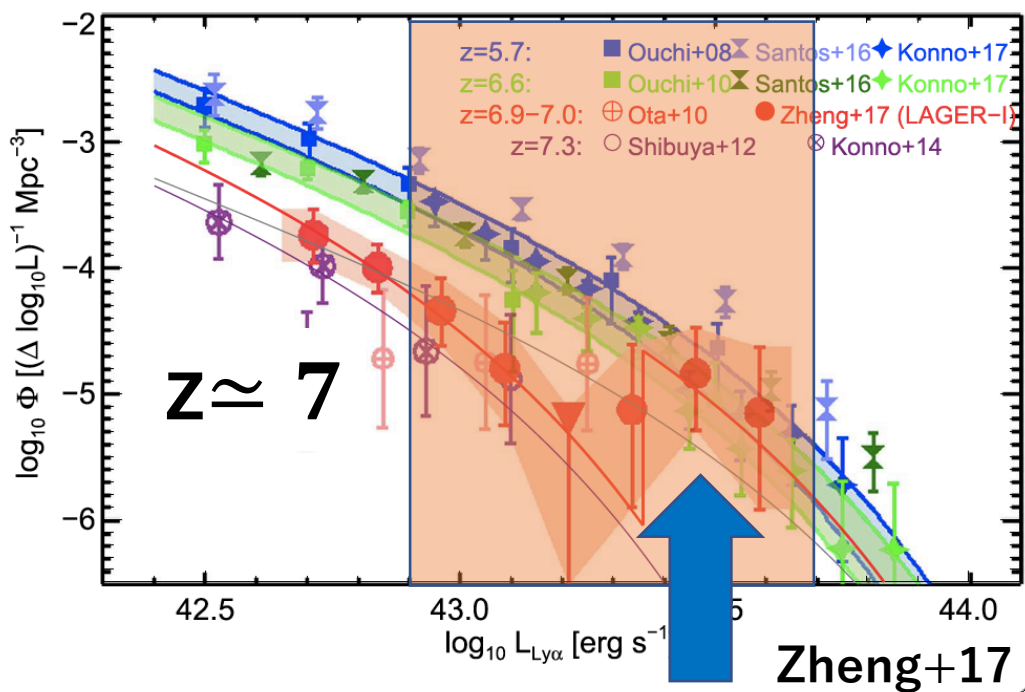 z=5.7: Ouchi+08 Santos+16 Konno+17
z=6.6: Ouchi+10 Santos+16 Konno+17
z=6.9−7.0: Ota+10 Zheng+17 (LAGER−I)
z=7.3: Shibuya+12 Konno+14
−2
−3
−4
−5
−6
log₁₀ Φ [(Δ log₁₀L)⁻¹ Mpc⁻³]
z≃ 7
42.5
43.0
5
44.0
log₁₀ L_Lyα [erg s⁻¹
Zheng+17